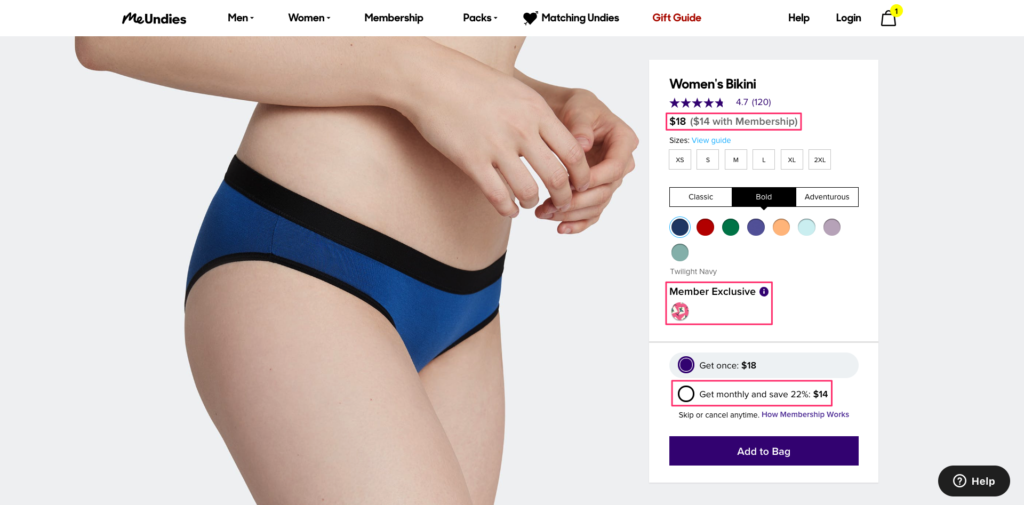 MeUndies
Men
Women
Membership
Packs
Matching Undies
Gift Guide
Help
Login
1
Women's Bikini
4.7 (120)
$18 ($14 with Membership)
Sizes: View guide
XS S M L XL 2XL
Classic Bold Adventurous
Twilight Navy
Member Exclusive i
Get once: $18
Get monthly and save 22%: $14
Skip or cancel anytime. How Membership Works
Add to Bag
? Help